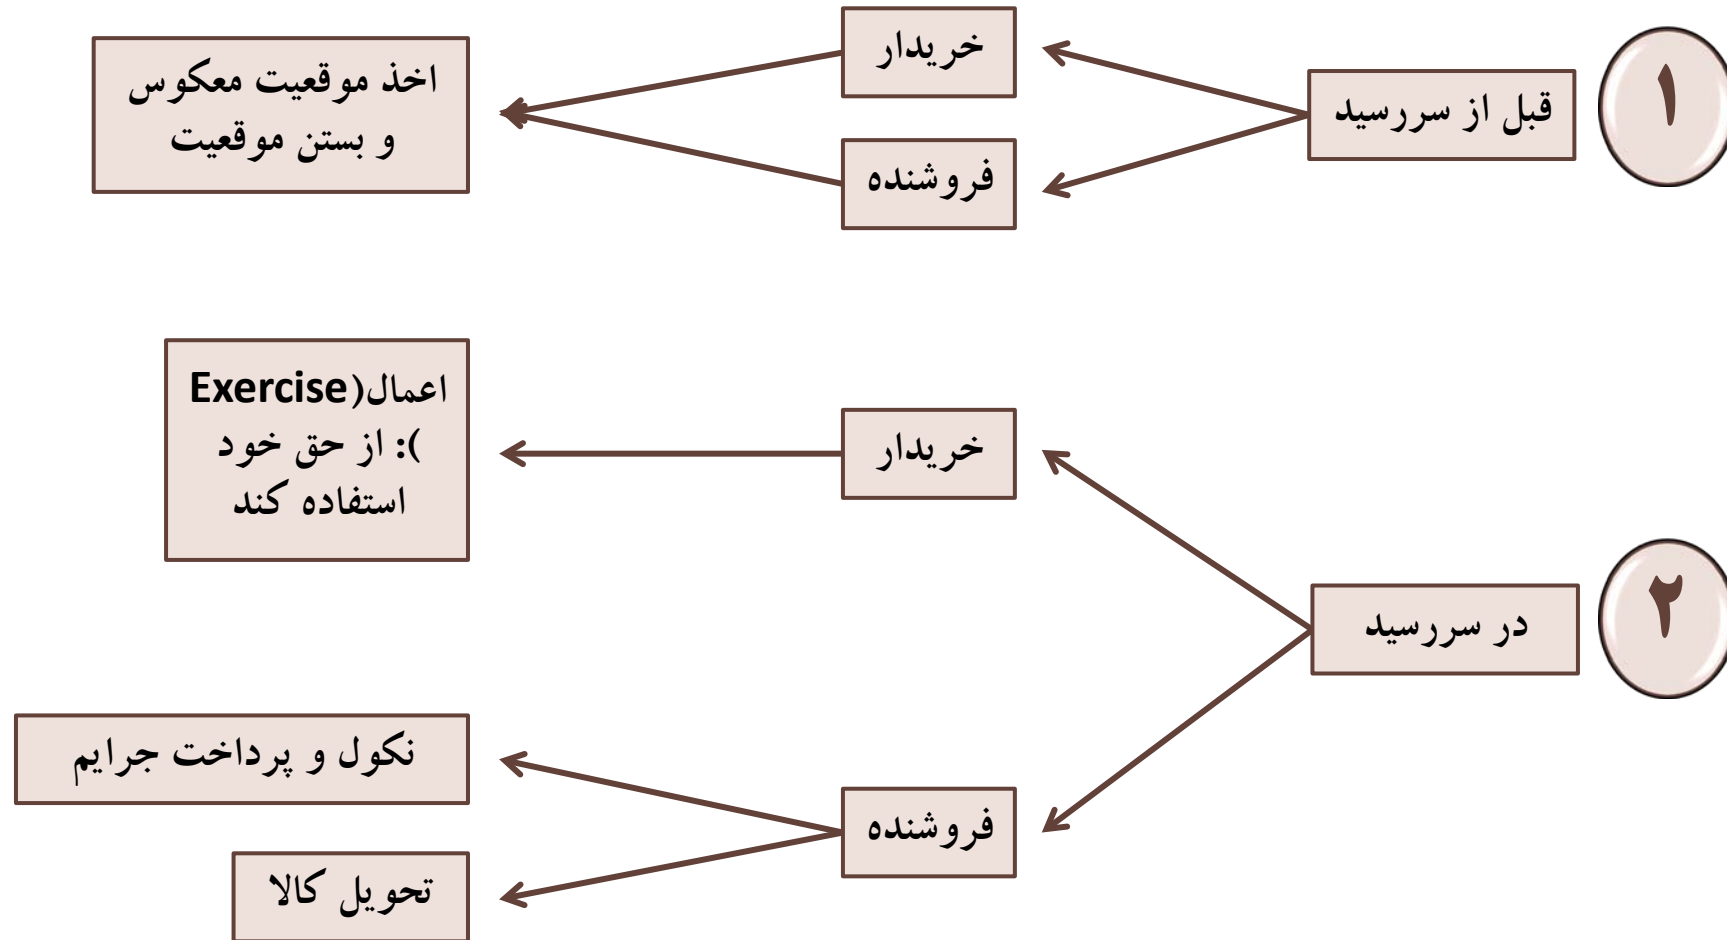 ۱
قبل از سررسید
خریدار
فروشنده
اخذ موقعیت معکوس
و بستن موقعیت
۲
در سررسید
خریدار
اعمال(Exercise
): از حق خود
استفاده کند
فروشنده
نکول و پرداخت جرایم
تحویل کالا